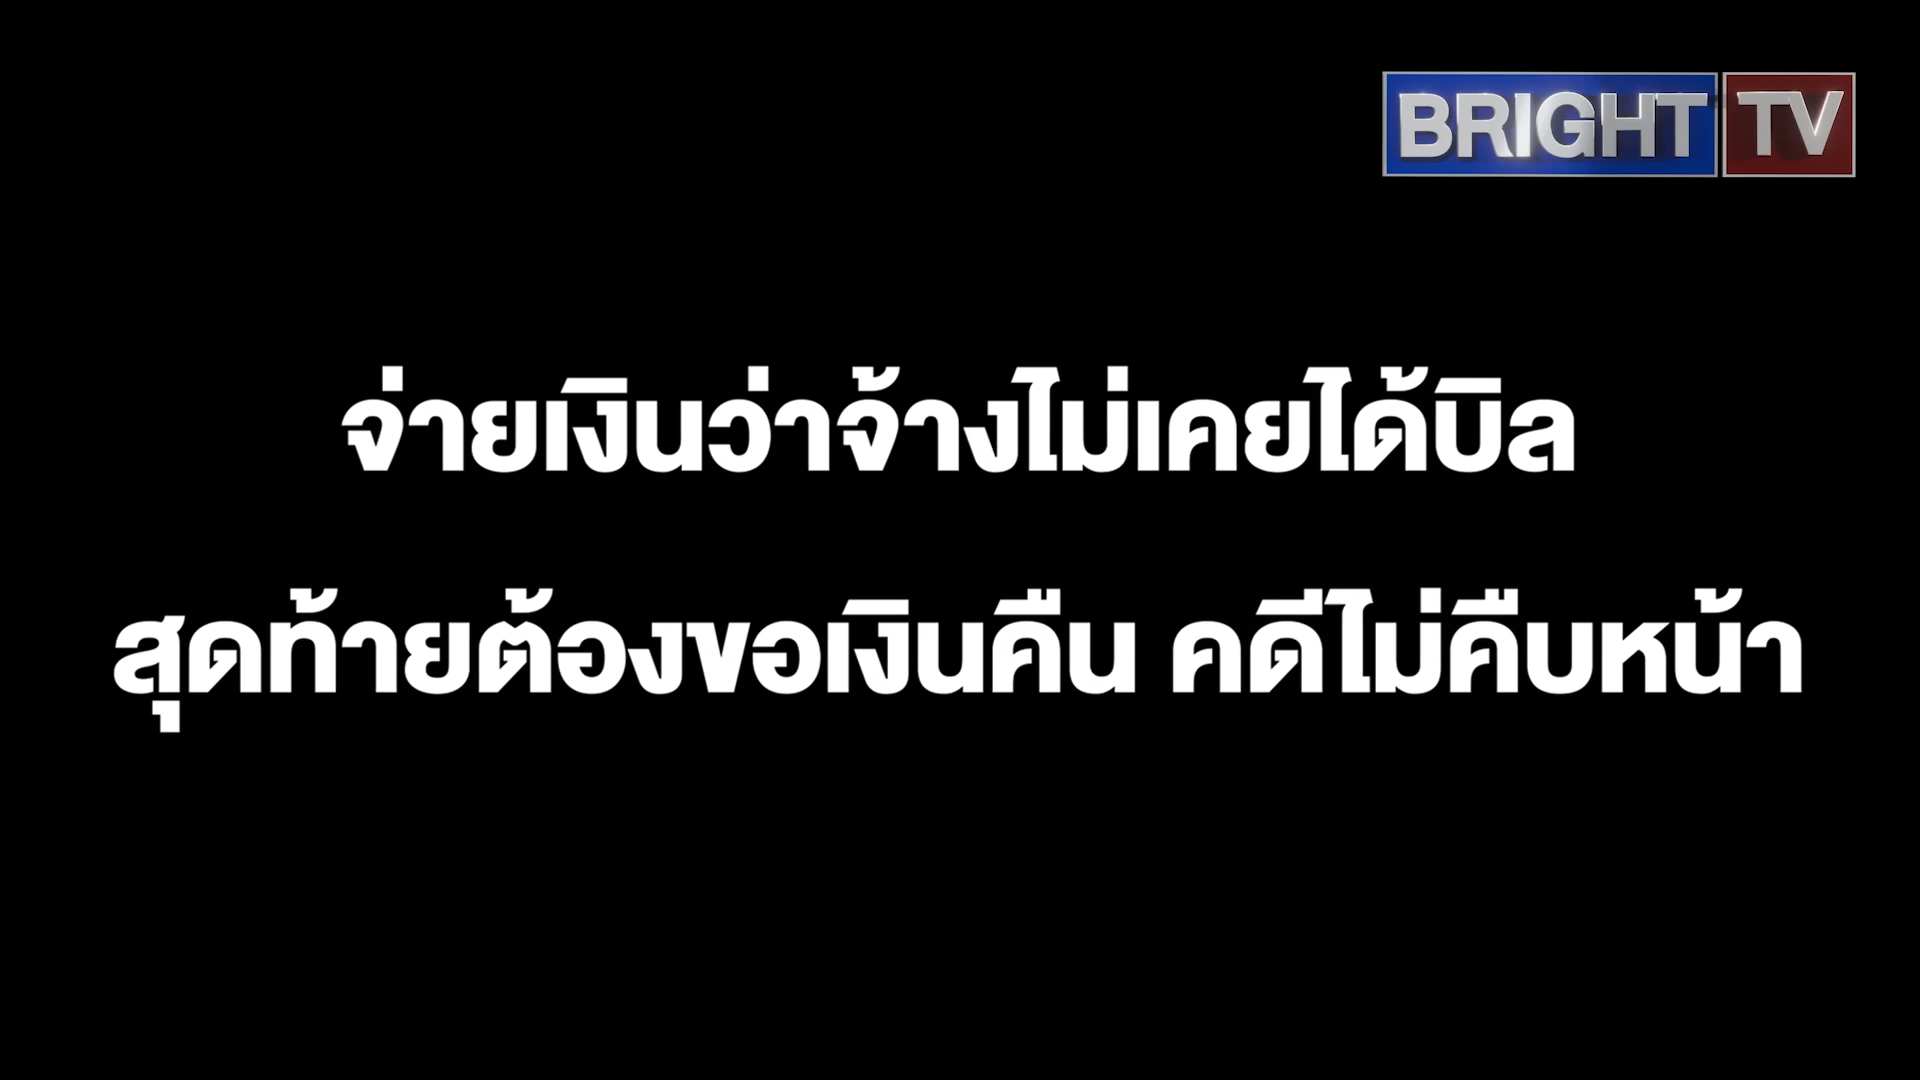 BRIGHT TV
จ่ายเงินว่าจ้างไม่เคยได้บิล
สุดท้ายต้องขอเงินคืน คดีไม่คืบหน้า